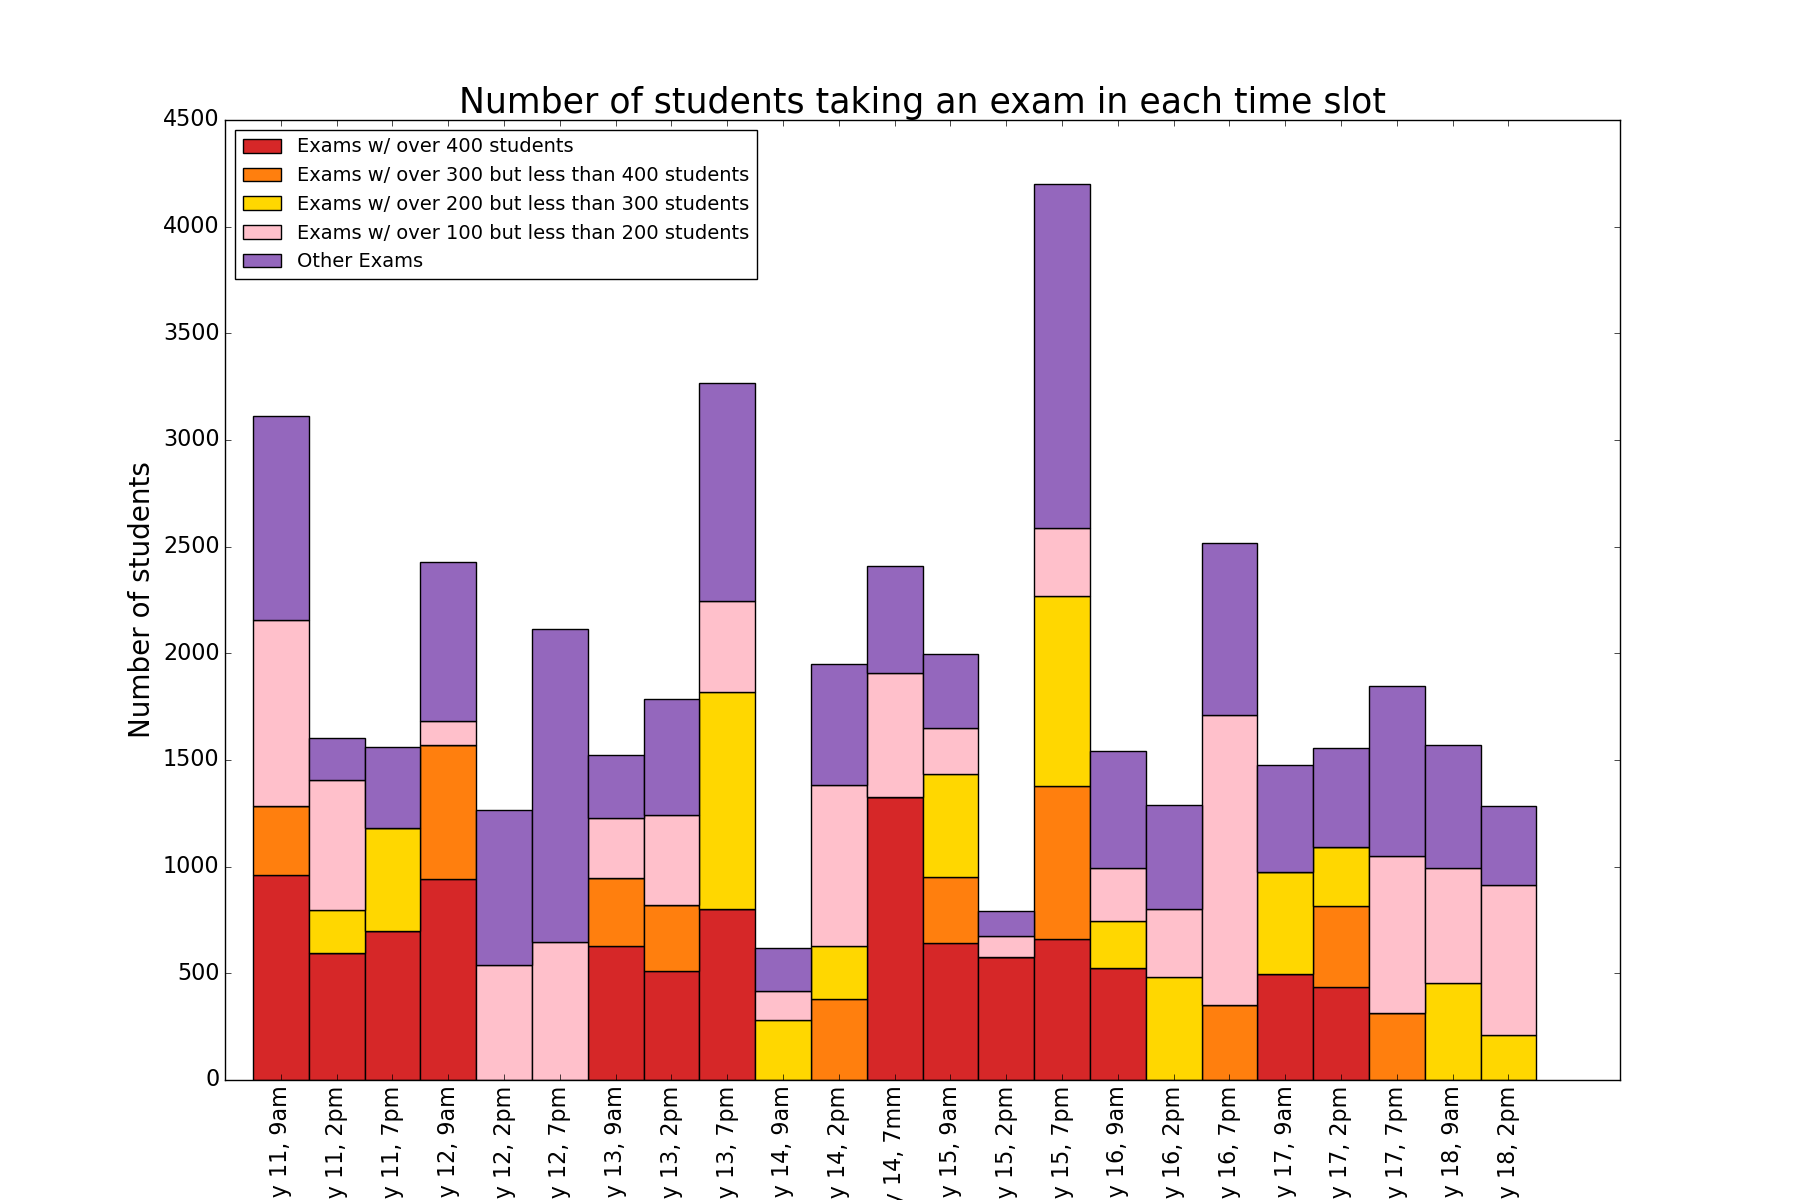 Number of students taking an exam in each time slot
Exams w/ over 400 students
Exams w/ over 300 but less than 400 students
Exams w/ over 200 but less than 300 students
Exams w/ over 100 but less than 200 students
Other Exams
4500
4000
3500
3000
2500
2000
1500
1000
500
0
Number of students
y 11, 9am
y 11, 2pm
y 11, 7pm
y 12, 9am
y 12, 2pm
y 12, 7pm
y 13, 9am
y 13, 2pm
y 13, 7pm
y 14, 9am
y 14, 2pm
y 14, 7mm
y 15, 9am
y 15, 2pm
y 15, 7pm
y 16, 9am
y 16, 2pm
y 16, 7pm
y 17, 9am
y 17, 2pm
y 17, 7pm
y 18, 9am
y 18, 2pm